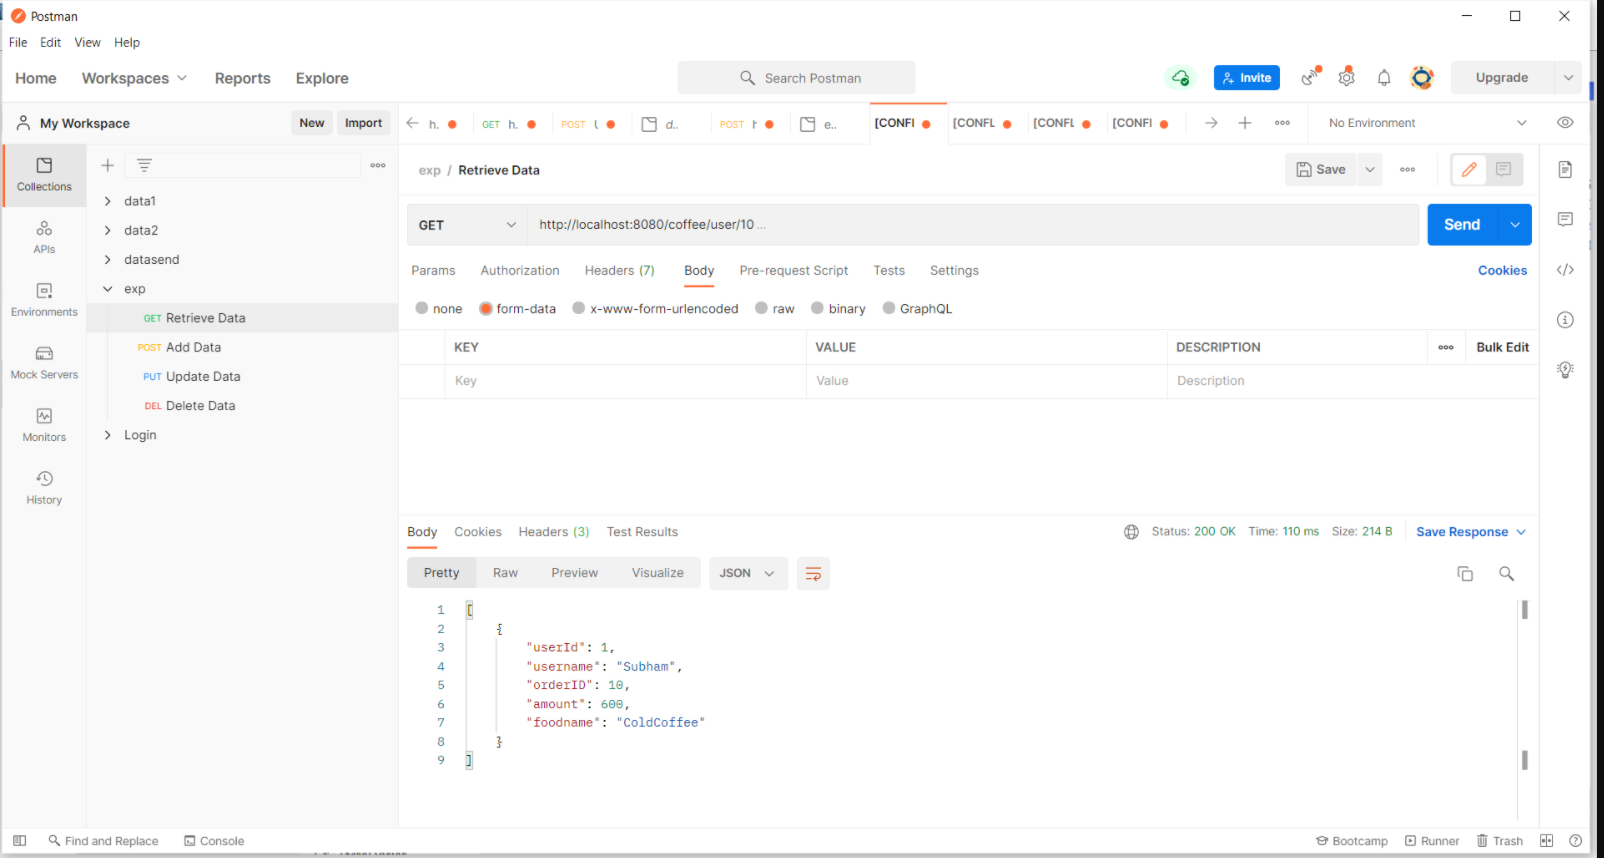 Postman
File Edit View Help
Home Workspaces Reports Explore Search Postman Invite Upgrade
My Workspace New Import h. GET h. POST d.. POST e.. [CONFI [CONFL [CONFL [CONFI No Environment
Collections
exp / Retrieve Data Save
data1
data2
datasend
exp
GET Retrieve Data
POST Add Data
PUT Update Data
DEL Delete Data
Login
APIs
Environments
Mock Servers
Monitors
History
GET http://localhost:8080/coffee/user/10 ... Send
Params Authorization Headers (7) Body Pre-request Script Tests Settings Cookies
none form-data x-www-form-urlencoded raw binary GraphQL
KEY VALUE DESCRIPTION Bulk Edit
Key Value Description
Body Cookies Headers (3) Test Results Status: 200 OK Time: 110 ms Size: 214 B Save Response
Pretty Raw Preview Visualize JSON
1 [
2 {
3 "userId": 1,
4 "username": "Subham",
5 "orderID": 10,
6 "amount": 600,
7 "foodname": "ColdCoffee"
8 }
9 ]
Find and Replace Console Bootcamp Runner Trash